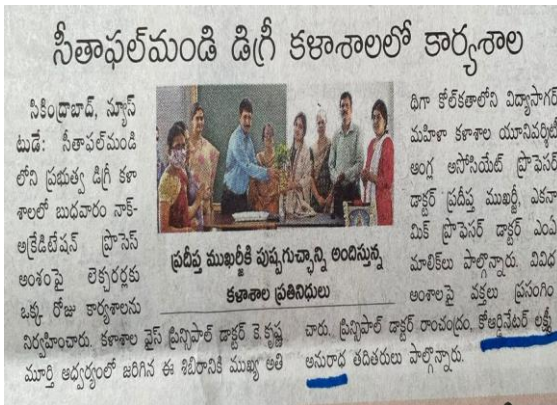 సీతాఫల్‌మండి డిగ్రీ కళాశాలలో కార్యశాల
సికింద్రాబాద్, న్యూస్
టుడే: సీతాఫల్‌మండి
లోని ప్రభుత్వ డిగ్రీ కళా
శాలలో బుధవారం నాక్-
అక్రెడిటేషన్ ప్రాసెస్
అంశంపై లెక్చరర్లకు
ఒక్క రోజు కార్యశాలను
నిర్వహించారు. కళాశాల వైస్ ప్రిన్సిపాల్ డాక్టర్ కె.కృష్ణ
మూర్తి ఆధ్వర్యంలో జరిగిన ఈ శిబిరానికి ముఖ్య అతి
ప్రదీప్త ముఖర్జీకి పుష్పగుచ్ఛాన్ని అందిస్తున్న
కళాశాల ప్రతినిధులు
థిగా కోల్‌కతాలోని విద్యాసాగర్
మహిళా కళాశాల యూనివర్శిటీ
ఆంగ్ల అసోసియేట్ ప్రొఫెసర్
డాక్టర్ ప్రదీప్త ముఖర్జీ, ఎకనా
మిక్ ప్రొఫెసర్ డాక్టర్ ఎంఏ
మాలిక్‌లు పాల్గొన్నారు. వివిధ
అంశాలపై వక్తలు ప్రసంగిం
చారు. ప్రిన్సిపాల్ డాక్టర్ రాంచంద్రం, కోఆర్డినేటర్ లక్ష్మీ
అనురాధ తదితరులు పాల్గొన్నారు.